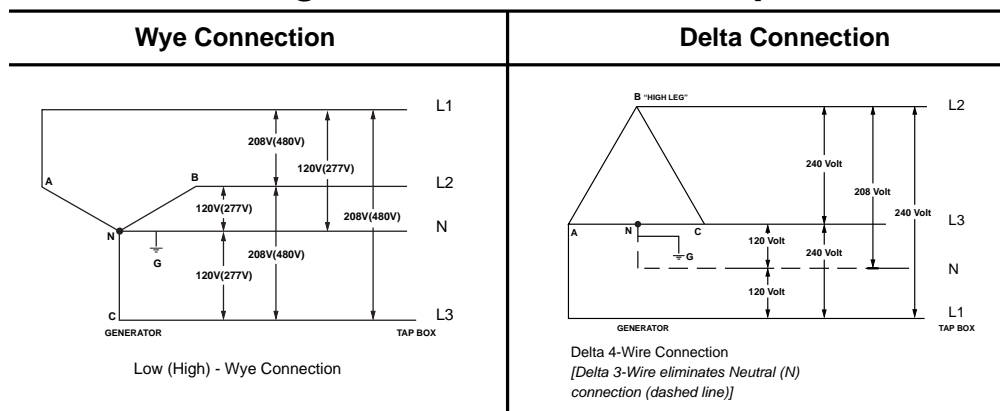 Wye Connection
L1
208V(480V)
120V(277V)
A
B
L2
120V(277V)
208V(480V)
N
N
G
208V(480V)
120V(277V)
C
L3
GENERATOR
TAP BOX
Low (High) - Wye Connection
Delta Connection
B "HIGH LEG"
L2
240 Volt
208 Volt
240 Volt
L3
A
N
C
120 Volt
240 Volt
G
N
120 Volt
L1
GENERATOR
TAP BOX
Delta 4-Wire Connection
[Delta 3-Wire eliminates Neutral (N)
connection (dashed line)]